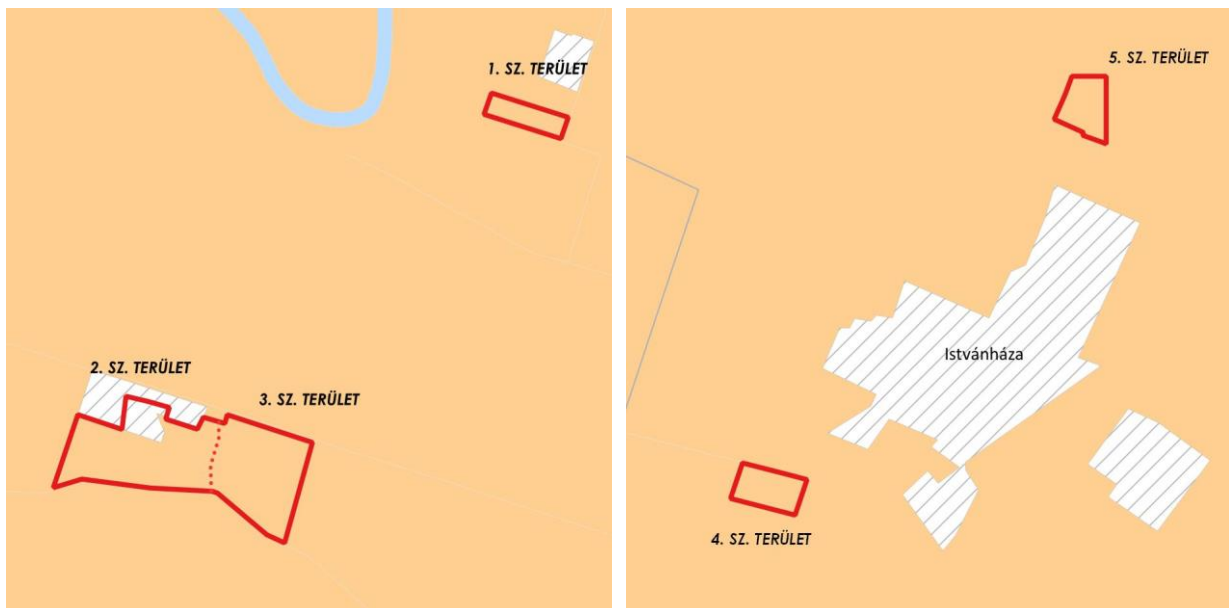 1. SZ. TERÜLET
2. SZ. TERÜLET
3. SZ. TERÜLET
5. SZ. TERÜLET
Istvánháza
4. SZ. TERÜLET